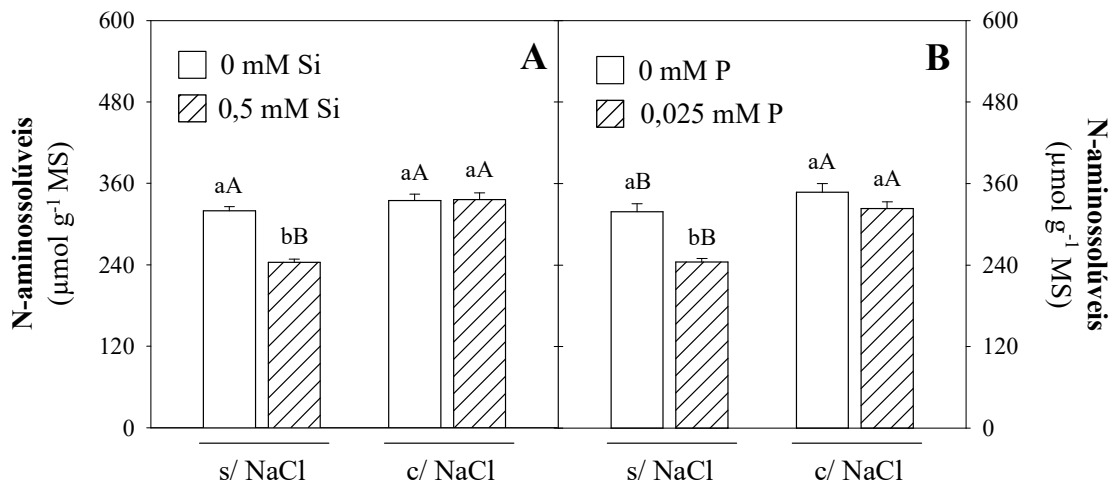 N-aminossolúveis
(µmol g⁻¹ MS)
600
480
360
240
120
0
A
0 mM Si
0,5 mM Si
aA
bB
aA
aA
s/ NaCl
c/ NaCl
B
0 mM P
0,025 mM P
aB
bB
aA
aA
s/ NaCl
c/ NaCl
600
480
360
240
120
0
N-aminossolúveis
(µmol g⁻¹ MS)